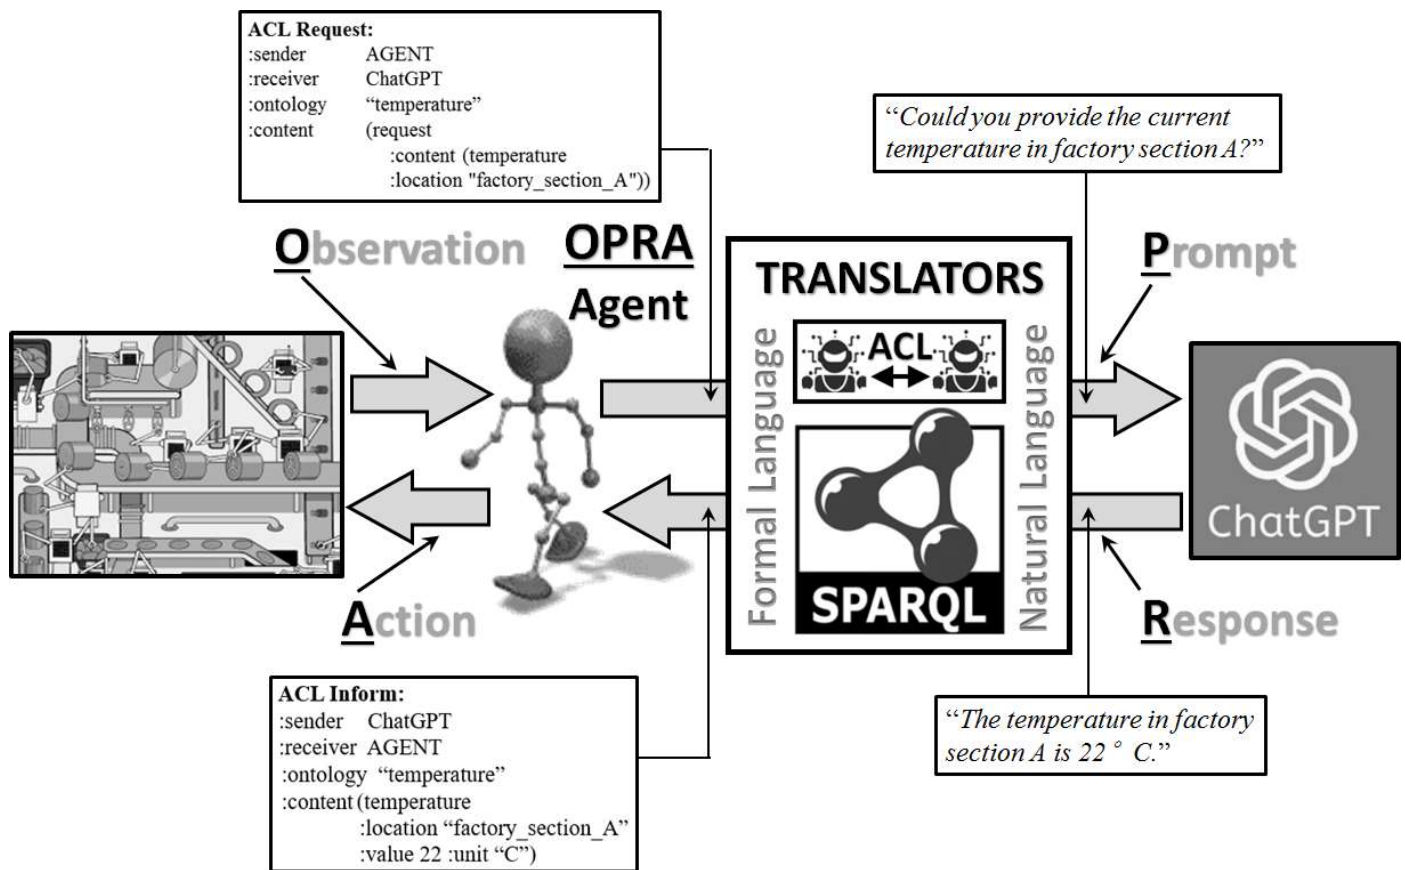 ACL Request:
:sender AGENT
:receiver ChatGPT
:ontology “temperature”
:content (request
:content (temperature
:location "factory_section_A"))
“Could you provide the current
temperature in factory section A?”
Observation
OPRA
Agent
TRANSLATORS
Prompt
Formal Language
ACL
Natural Language
SPARQL
ChatGPT
Action
Response
ACL Inform:
:sender ChatGPT
:receiver AGENT
:ontology “temperature”
:content (temperature
:location “factory_section_A”
:value 22 :unit “C”)
“The temperature in factory
section A is 22 ° C.”